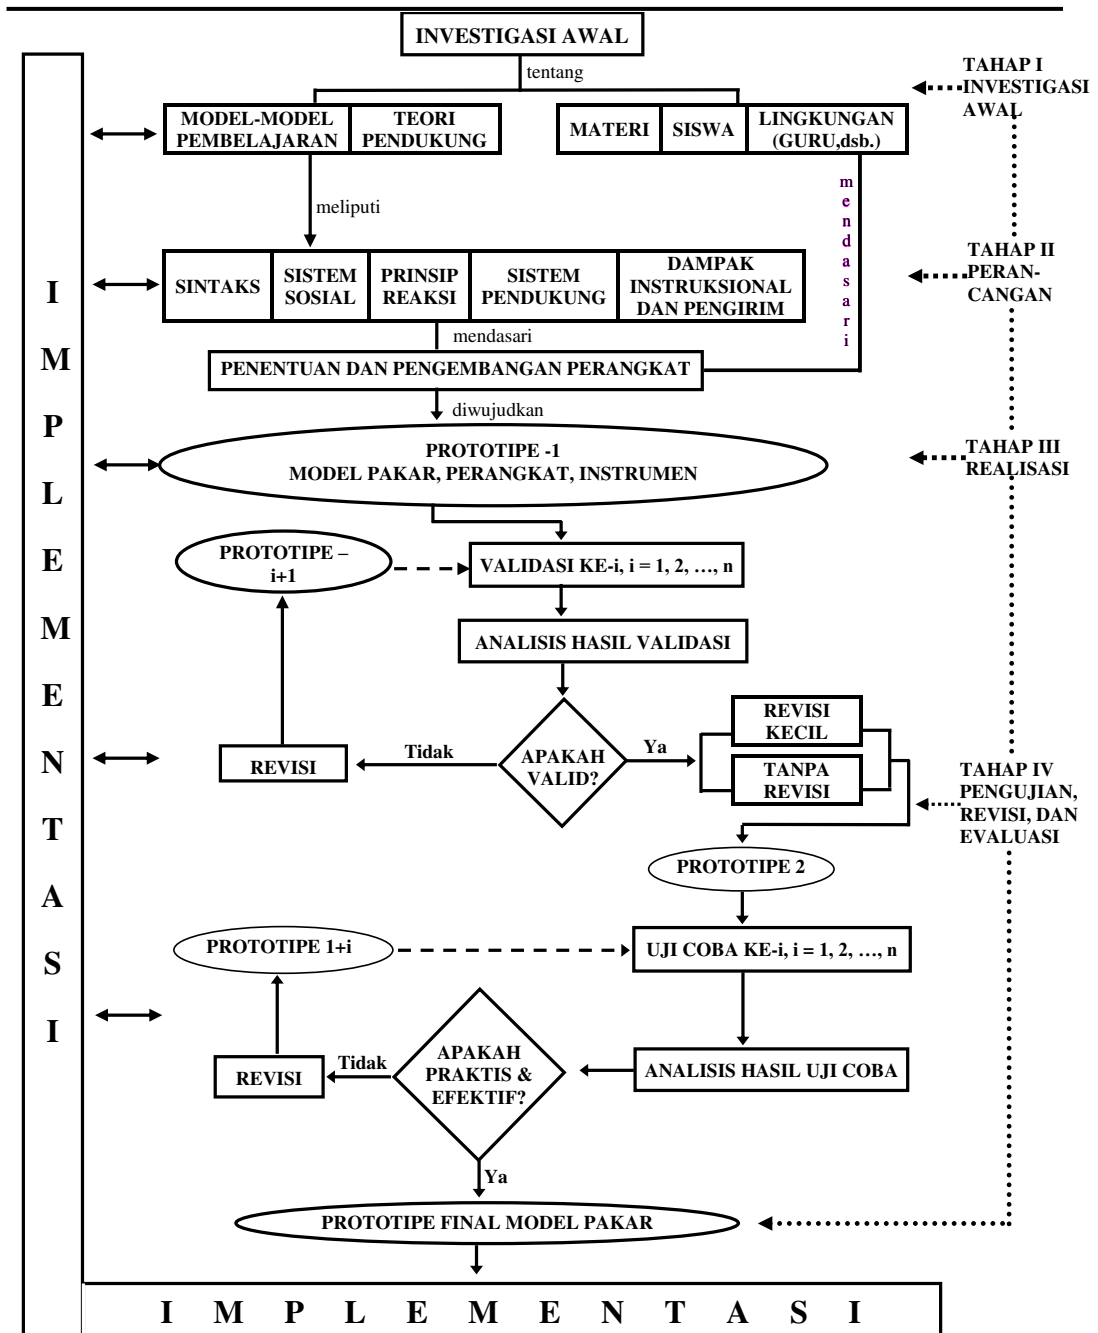 INVESTIGASI AWAL
tentang
TAHAP I
INVESTIGASI
AWAL
MODEL-MODEL
PEMBELAJARAN
TEORI
PENDUKUNG
MATERI
SISWA
LINGKUNGAN
(GURU,dsb.)
meliputi
mendasari
TAHAP II
PERAN-
CANGAN
SINTAKS
SISTEM
SOSIAL
PRINSIP
REAKSI
SISTEM
PENDUKUNG
DAMPAK
INSTRUKSIONAL
DAN PENGIRIM
mendasari
PENENTUAN DAN PENGEMBANGAN PERANGKAT
diwujudkan
PROTOTIPE -1
MODEL PAKAR, PERANGKAT, INSTRUMEN
TAHAP III
REALISASI
PROTOTIPE –
i+1
VALIDASI KE-i, i = 1, 2, …, n
ANALISIS HASIL VALIDASI
APAKAH
VALID?
Tidak
REVISI
Ya
REVISI
KECIL
TANPA
REVISI
TAHAP IV
PENGUJIAN,
REVISI, DAN
EVALUASI
PROTOTIPE 2
PROTOTIPE 1+i
UJI COBA KE-i, i = 1, 2, …, n
ANALISIS HASIL UJI COBA
APAKAH
PRAKTIS &
EFEKTIF?
Tidak
REVISI
Ya
PROTOTIPE FINAL MODEL PAKAR
I M P L E M E N T A S I
I M P L E M E N T A S I